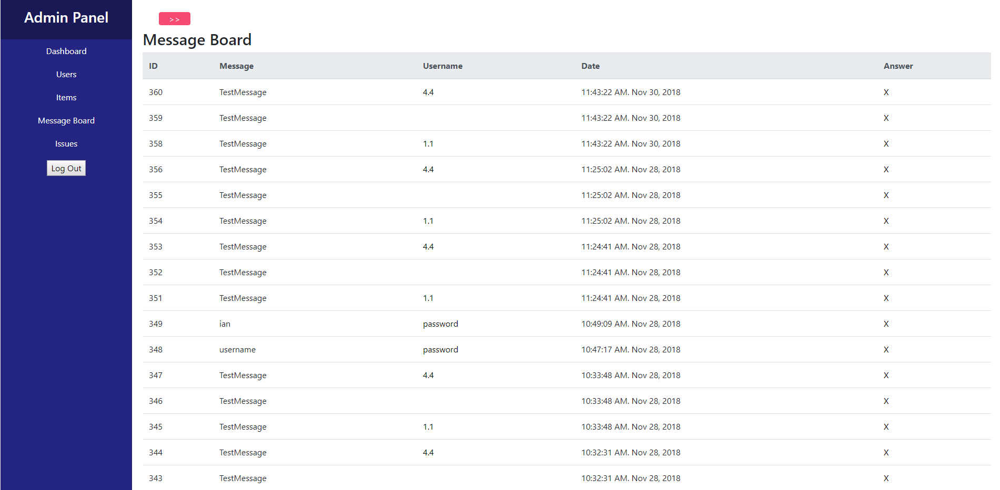 Admin Panel
Dashboard
Users
Items
Message Board
Issues
Log Out
>>
Message Board
ID Message Username Date Answer
360 TestMessage 4.4 11:43:22 AM. Nov 30, 2018 X
359 TestMessage 11:43:22 AM. Nov 30, 2018 X
358 TestMessage 1.1 11:43:22 AM. Nov 30, 2018 X
356 TestMessage 4.4 11:25:02 AM. Nov 28, 2018 X
355 TestMessage 11:25:02 AM. Nov 28, 2018 X
354 TestMessage 1.1 11:25:02 AM. Nov 28, 2018 X
353 TestMessage 4.4 11:24:41 AM. Nov 28, 2018 X
352 TestMessage 11:24:41 AM. Nov 28, 2018 X
351 TestMessage 1.1 11:24:41 AM. Nov 28, 2018 X
349 ian password 10:49:09 AM. Nov 28, 2018 X
348 username password 10:47:17 AM. Nov 28, 2018 X
347 TestMessage 4.4 10:33:48 AM. Nov 28, 2018 X
346 TestMessage 10:33:48 AM. Nov 28, 2018 X
345 TestMessage 1.1 10:33:48 AM. Nov 28, 2018 X
344 TestMessage 4.4 10:32:31 AM. Nov 28, 2018 X
343 TestMessage 10:32:31 AM. Nov 28, 2018 X